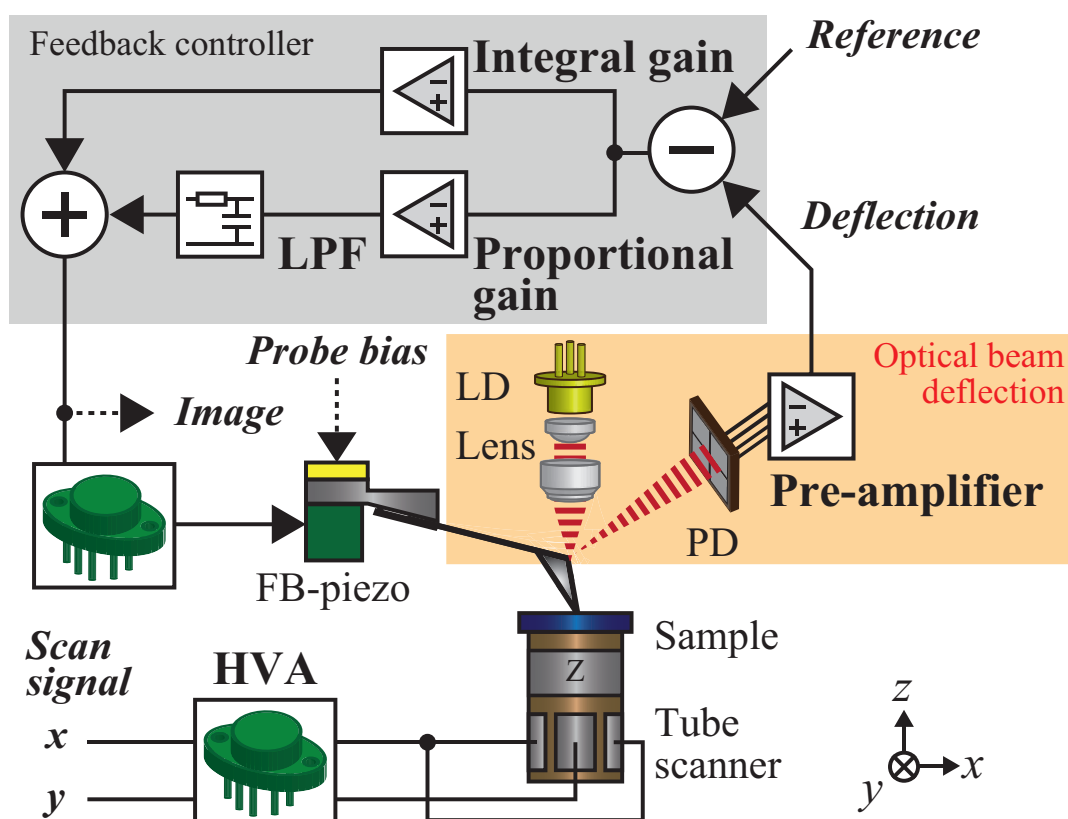 Feedback controller
Integral gain
Reference
−
+
−
+
−
+
LPF
Proportional
gain
Deflection
Probe bias
Image
Optical beam
deflection
LD
Lens
−
+
Pre-amplifier
PD
FB-piezo
Sample
Z
Scan
signal
HVA
x
y
Tube
scanner
z
x
y